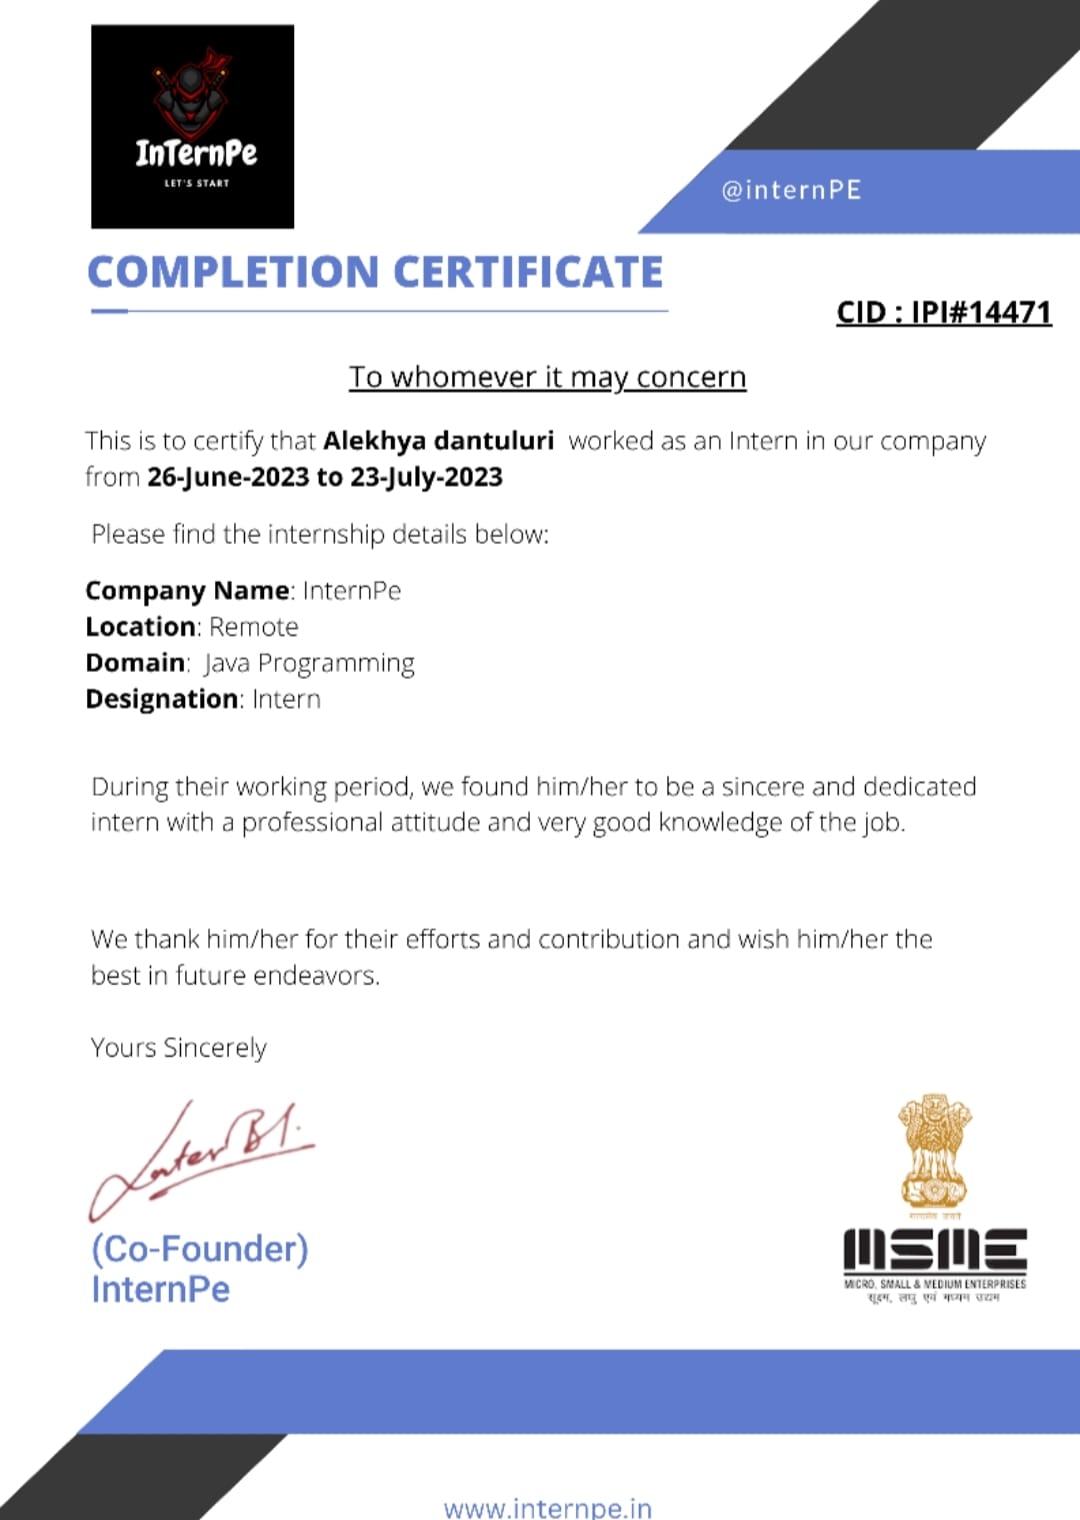 InTernPe
LET'S START
@internPE
COMPLETION CERTIFICATE
CID : IPI#14471
To whomever it may concern
This is to certify that Alekhya dantuluri worked as an Intern in our company
from 26-June-2023 to 23-July-2023
Please find the internship details below:
Company Name: InternPe
Location: Remote
Domain: Java Programming
Designation: Intern
During their working period, we found him/her to be a sincere and dedicated
intern with a professional attitude and very good knowledge of the job.
We thank him/her for their efforts and contribution and wish him/her the
best in future endeavors.
Yours Sincerely
(Co-Founder)
InternPe
सत्यमेव जयते
MSME
MICRO, SMALL & MEDIUM ENTERPRISES
सूक्ष्म, लघु एवं मध्यम उद्यम
www.internpe.in